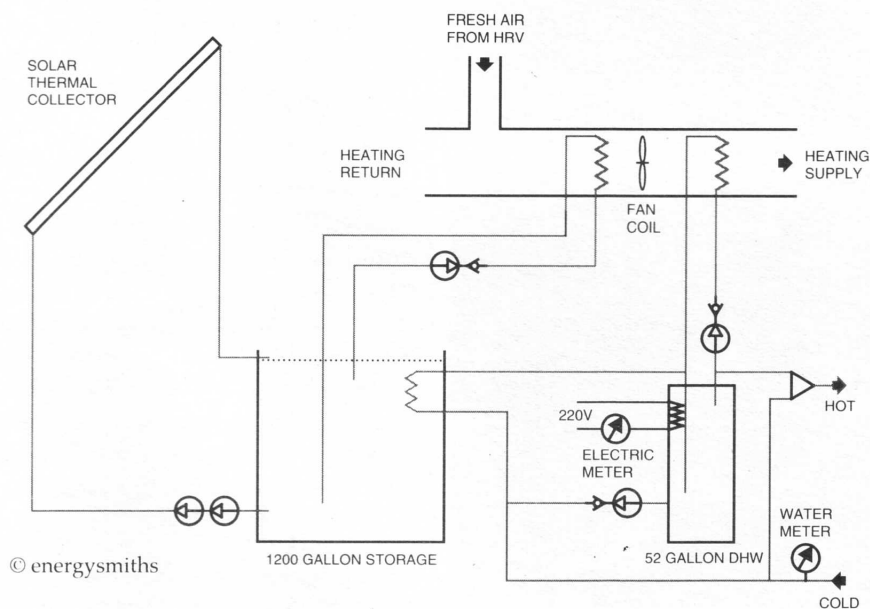 FRESH AIR
FROM HRV
SOLAR
THERMAL
COLLECTOR
HEATING
RETURN
HEATING
SUPPLY
FAN
COIL
220V
ELECTRIC
METER
HOT
WATER
METER
1200 GALLON STORAGE
52 GALLON DHW
© energysmiths
COLD